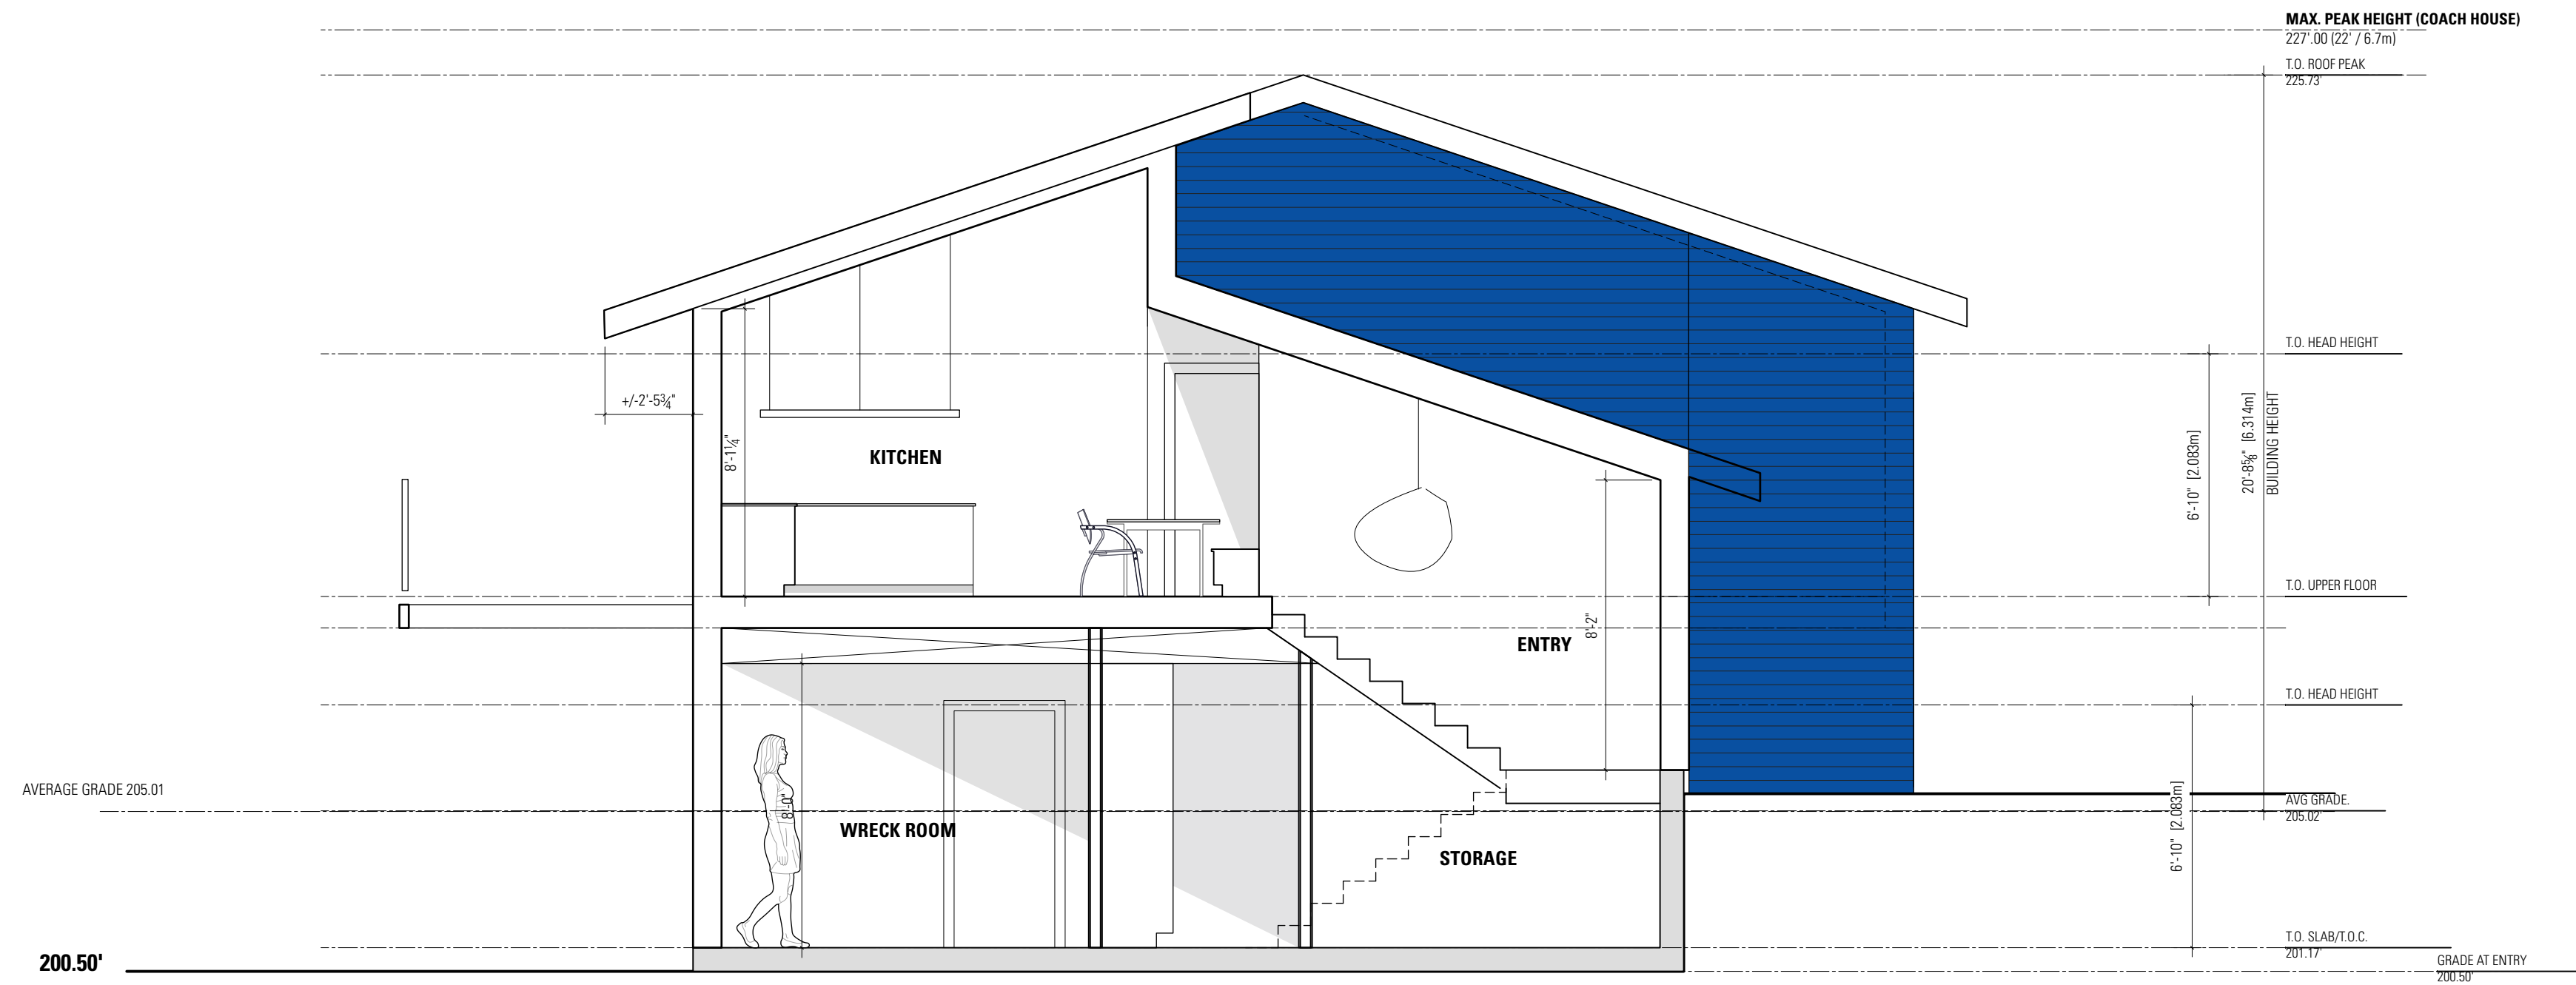 MAX. PEAK HEIGHT (COACH HOUSE)
227'.00 (22' / 6.7m)
T.O. ROOF PEAK
225.73'
T.O. HEAD HEIGHT
+/-2'-5¾"
8'-1¼"
KITCHEN
6'-10" [2.083m]
20'-8⅝" [6.314m]
BUILDING HEIGHT
T.O. UPPER FLOOR
ENTRY
8'-2"
T.O. HEAD HEIGHT
AVERAGE GRADE 205.01
8'-0"
WRECK ROOM
STORAGE
6'-10" [2.083m]
AVG GRADE.
205.02'
T.O. SLAB/T.O.C.
201.17'
200.50'
GRADE AT ENTRY
200.50'